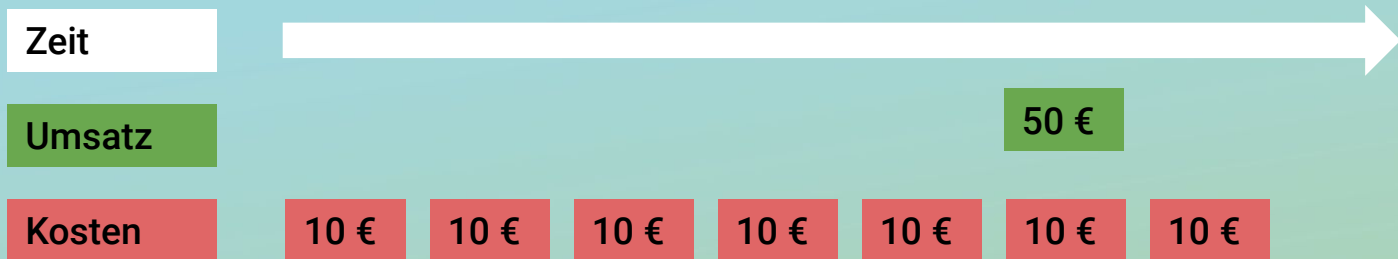 Zeit
Umsatz 50 €
Kosten 10 € 10 € 10 € 10 € 10 € 10 € 10 €